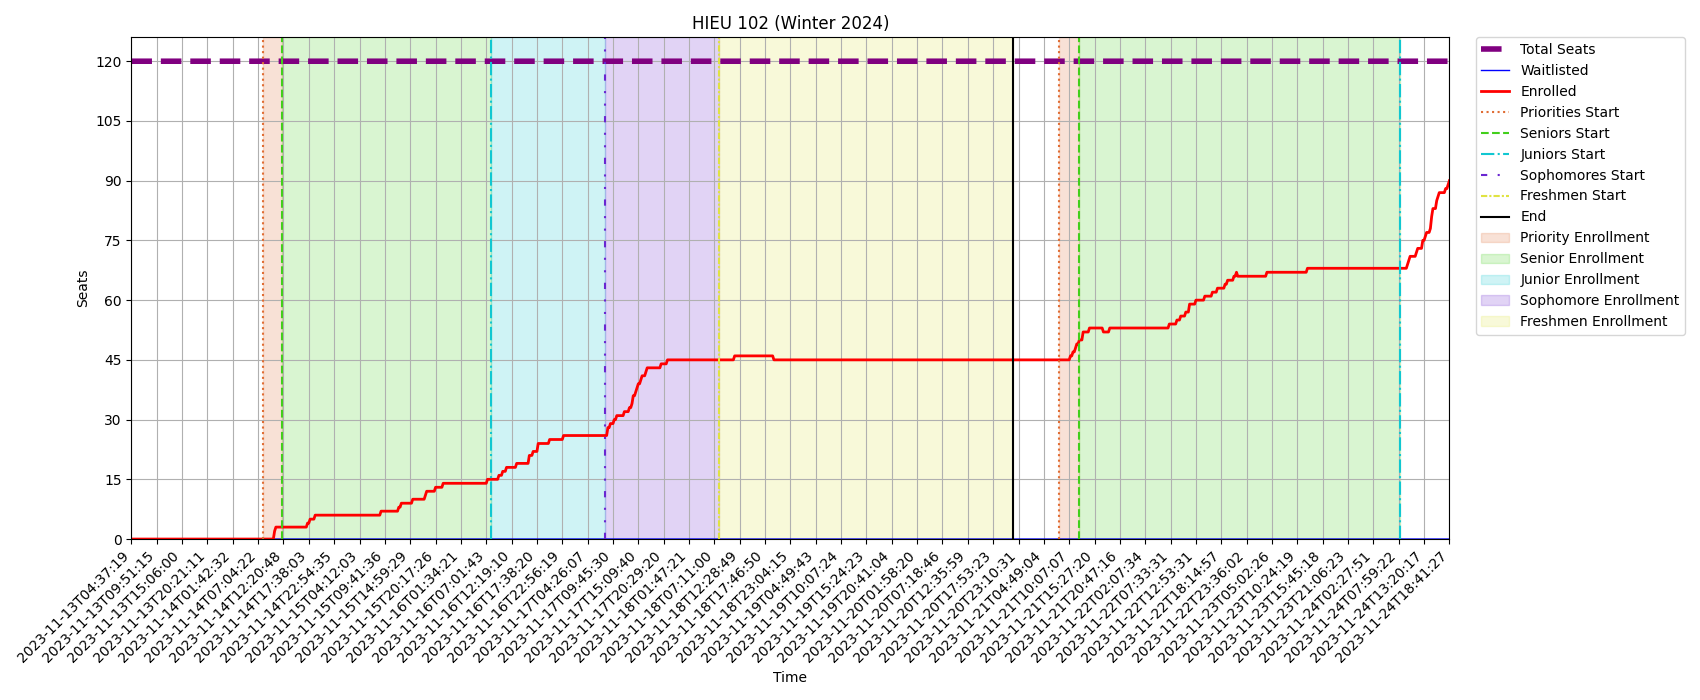 HIEU 102 (Winter 2024)
Seats
120
105
90
75
60
45
30
15
0
2023-11-13T04:37:19
2023-11-13T09:51:15
2023-11-13T15:06:00
2023-11-13T20:21:11
2023-11-14T01:42:32
2023-11-14T07:04:22
2023-11-14T12:20:48
2023-11-14T17:38:03
2023-11-14T22:54:35
2023-11-15T04:12:03
2023-11-15T09:41:36
2023-11-15T14:59:29
2023-11-15T20:17:26
2023-11-16T01:34:21
2023-11-16T07:01:43
2023-11-16T12:19:10
2023-11-16T17:38:20
2023-11-16T22:56:19
2023-11-17T04:26:07
2023-11-17T09:45:30
2023-11-17T15:09:40
2023-11-17T20:29:20
2023-11-18T01:47:21
2023-11-18T07:11:00
2023-11-18T12:28:49
2023-11-18T17:46:50
2023-11-18T23:04:15
2023-11-19T04:49:43
2023-11-19T10:07:24
2023-11-19T15:24:23
2023-11-19T20:41:04
2023-11-20T01:58:20
2023-11-20T07:18:46
2023-11-20T12:35:59
2023-11-20T17:53:23
2023-11-20T23:10:31
2023-11-21T04:49:04
2023-11-21T10:07:07
2023-11-21T15:27:20
2023-11-21T20:47:16
2023-11-22T02:07:34
2023-11-22T07:33:31
2023-11-22T12:53:31
2023-11-22T18:14:57
2023-11-22T23:36:02
2023-11-23T05:02:26
2023-11-23T10:24:19
2023-11-23T15:45:18
2023-11-23T21:06:23
2023-11-24T02:27:51
2023-11-24T07:59:22
2023-11-24T13:20:17
2023-11-24T18:41:27
Time
Total Seats
Waitlisted
Enrolled
Priorities Start
Seniors Start
Juniors Start
Sophomores Start
Freshmen Start
End
Priority Enrollment
Senior Enrollment
Junior Enrollment
Sophomore Enrollment
Freshmen Enrollment